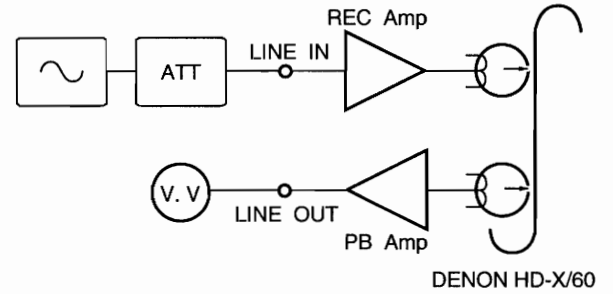 REC Amp
LINE IN
ATT
V. V
LINE OUT
PB Amp
DENON HD-X/60